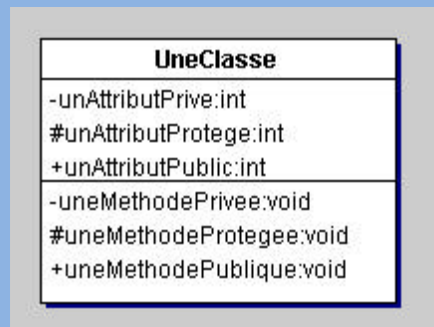 UneClasse
-unAttributPrive:int
#unAttributProtege:int
+unAttributPublic:int
-uneMethodePrivee:void
#uneMethodeProtegee:void
+uneMethodePublique:void